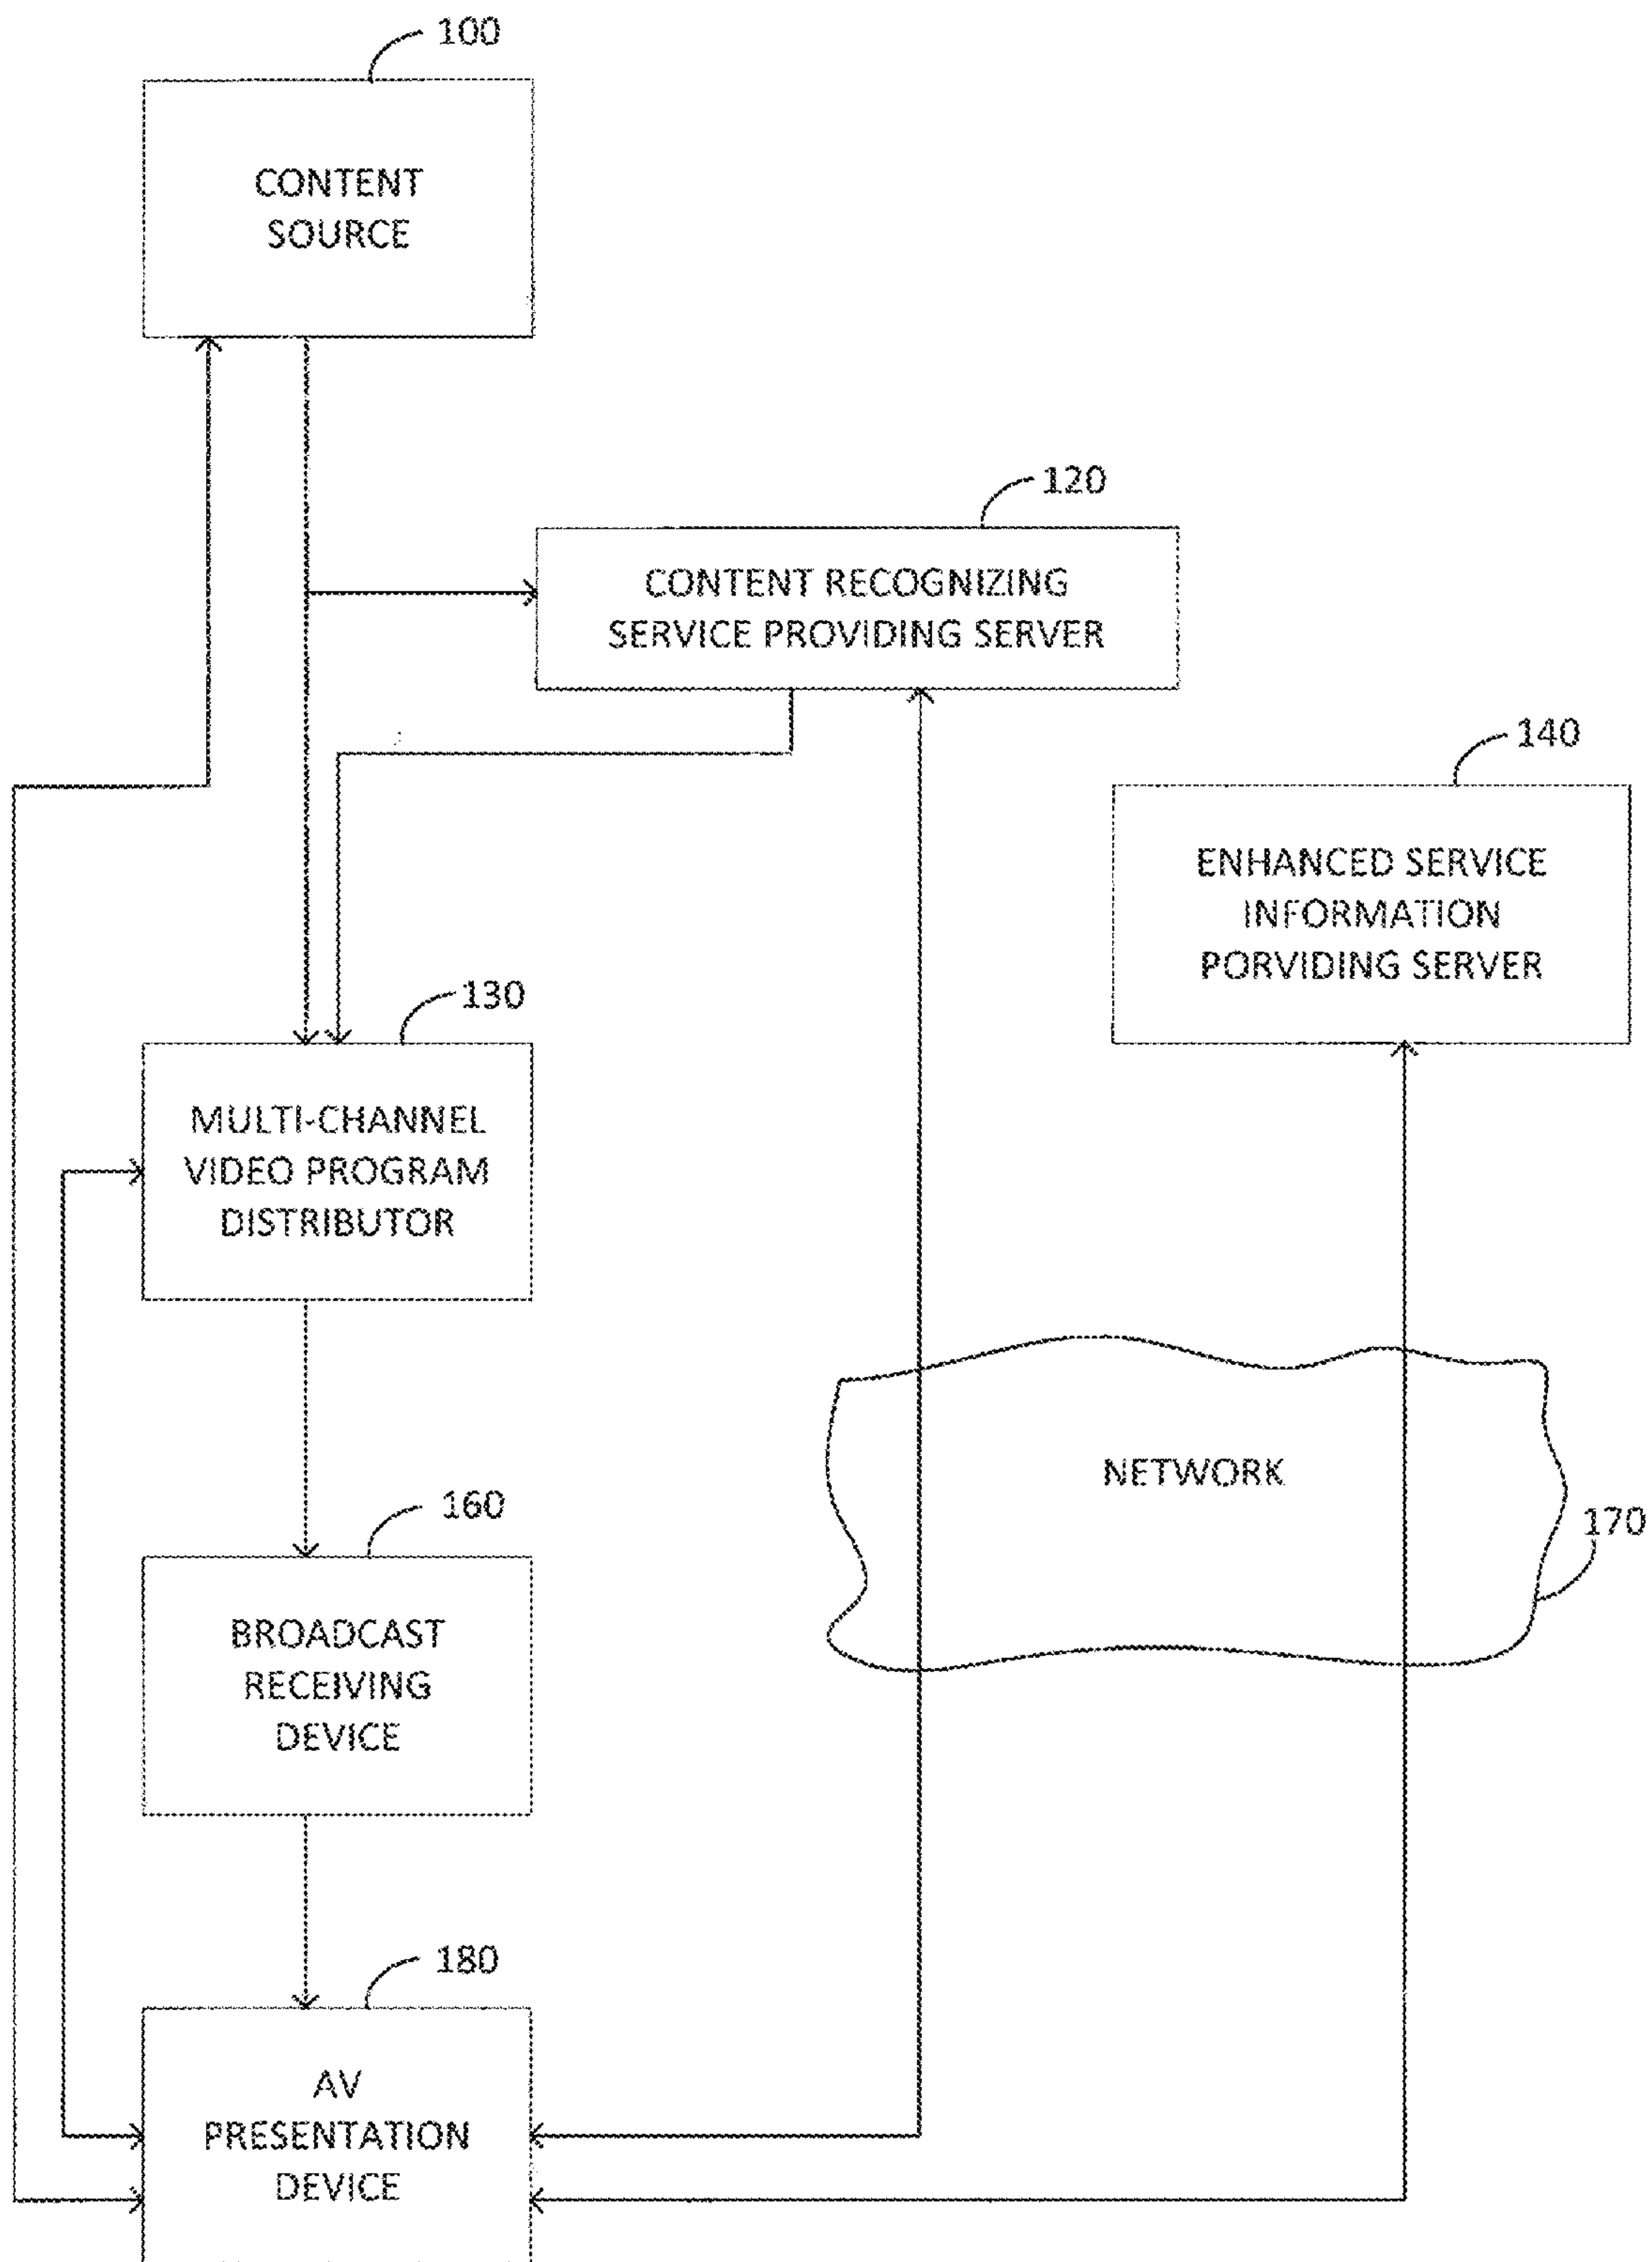 100
CONTENT
SOURCE
120
CONTENT RECOGNIZING
SERVICE PROVIDING SERVER
140
ENHANCED SERVICE
INFORMATION
PORVIDING SERVER
130
MULTI-CHANNEL
VIDEO PROGRAM
DISTRIBUTOR
NETWORK
170
160
BROADCAST
RECEIVING
DEVICE
180
AV
PRESENTATION
DEVICE